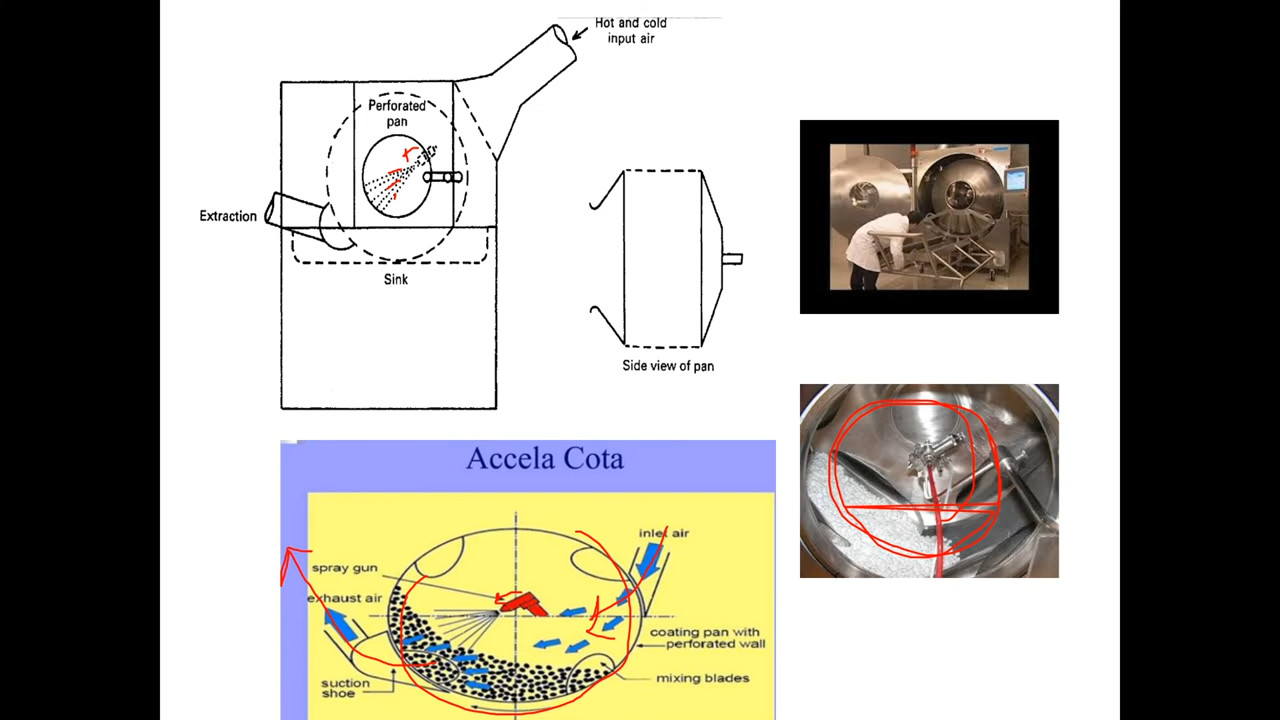 Hot and cold
input air
Perforated
pan
Extraction
Sink
Side view of pan
Accela Cota
inlet air
spray gun
exhaust air
coating pan with
perforated wall
mixing blades
suction
shoe